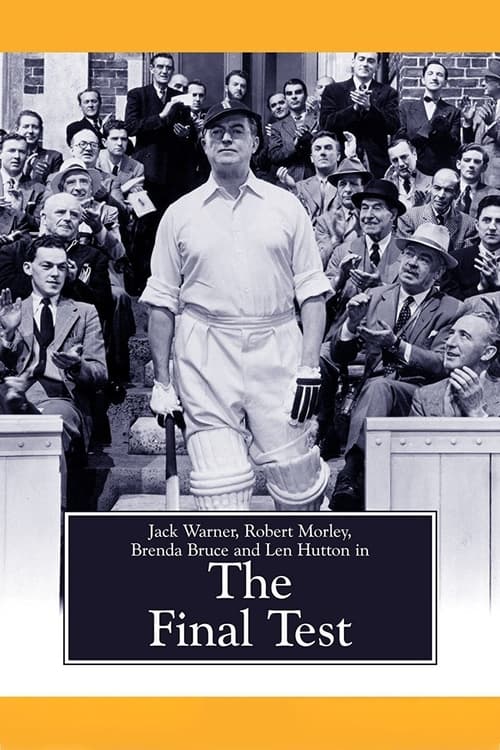 Jack Warner, Robert Morley,
Brenda Bruce and Len Hutton in
The
Final Test